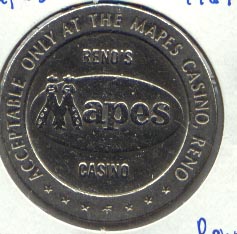 ACCEPTABLE ONLY AT THE MAPES CASINO, RENO
RENO'S
Mapes
CASINO